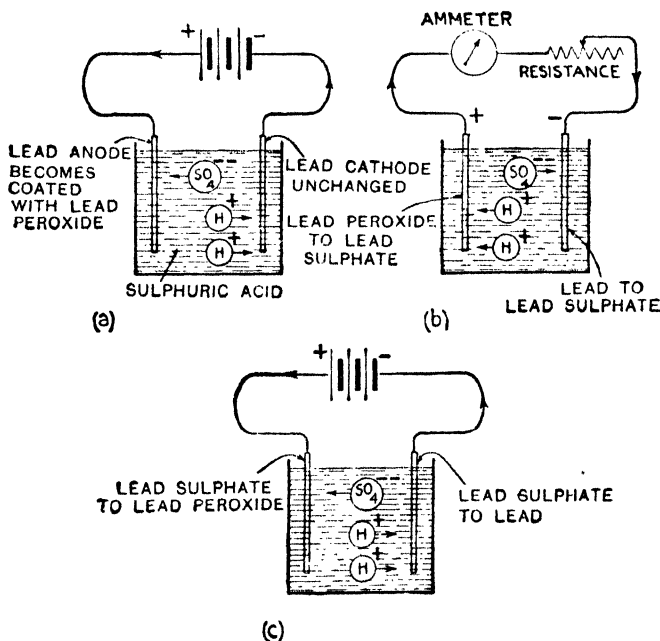 + −
LEAD ANODE
BECOMES
COATED
WITH LEAD
PEROXIDE
SO4 − −
H +
H +
LEAD CATHODE
UNCHANGED
SULPHURIC ACID
(a)
AMMETER
RESISTANCE
+ −
SO4 − −
H +
H +
LEAD PEROXIDE
TO LEAD
SULPHATE
LEAD TO
LEAD SULPHATE
(b)
+ −
LEAD SULPHATE
TO LEAD PEROXIDE
SO4 − −
H +
H +
LEAD SULPHATE
TO LEAD
(c)